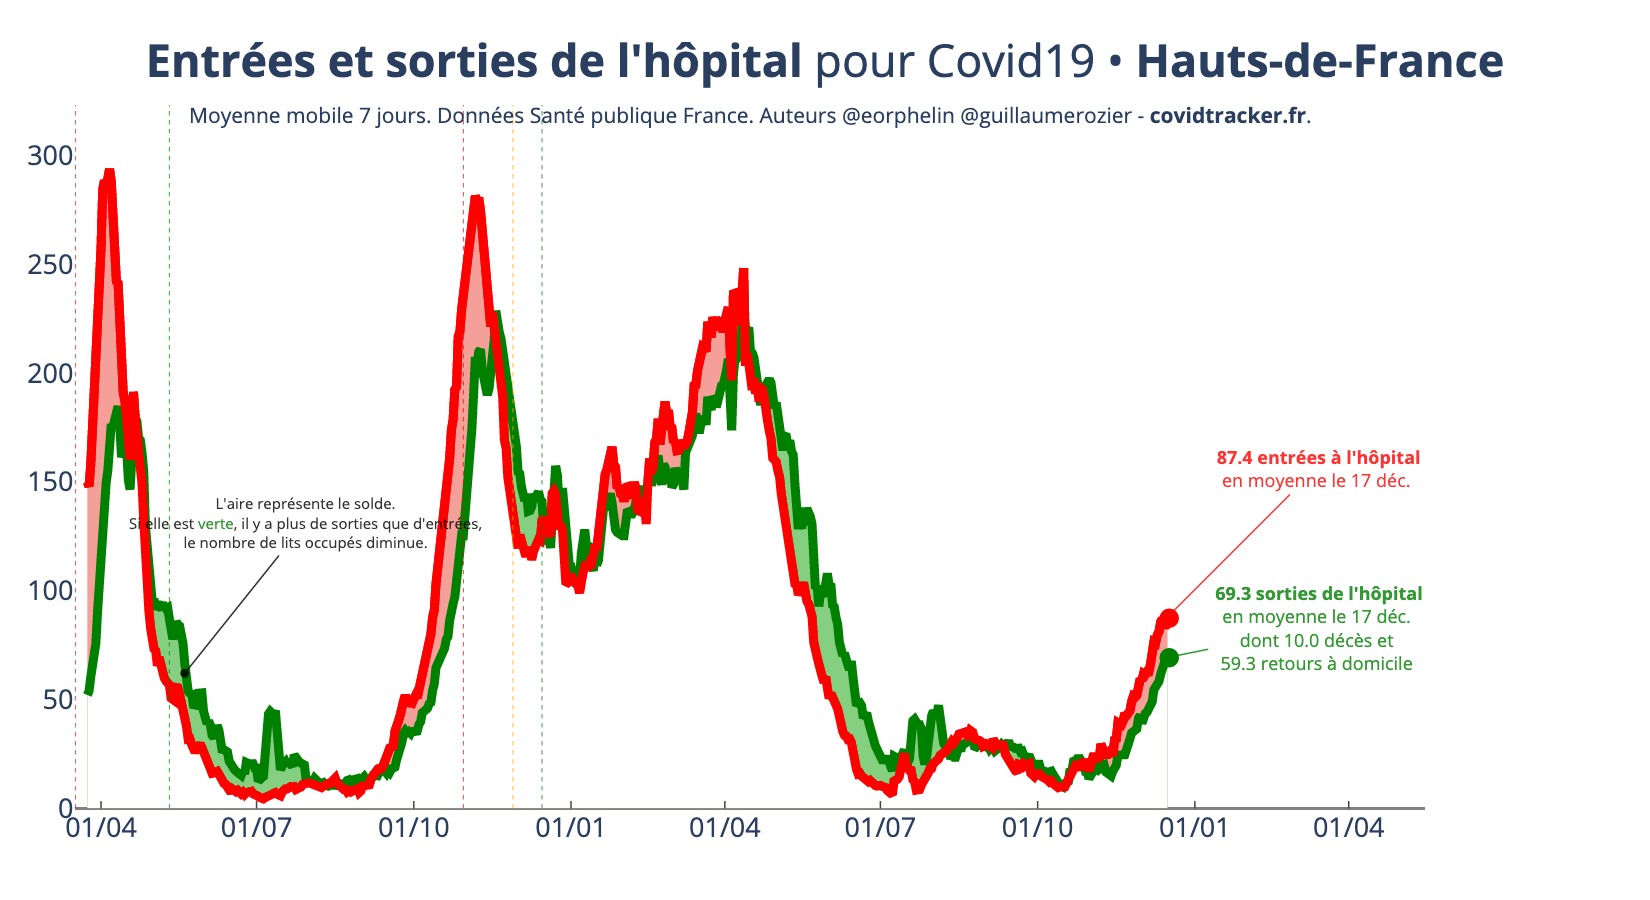 Entrées et sorties de l'hôpital pour Covid19 • Hauts-de-France
Moyenne mobile 7 jours. Données Santé publique France. Auteurs @eorphelin @guillaumerozier - covidtracker.fr.
300
250
200
150
100
50
0
L'aire représente le solde.
Si elle est verte, il y a plus de sorties que d'entrées,
le nombre de lits occupés diminue.
87.4 entrées à l'hôpital
en moyenne le 17 déc.
69.3 sorties de l'hôpital
en moyenne le 17 déc.
dont 10.0 décès et
59.3 retours à domicile
01/04 01/07 01/10 01/01 01/04 01/07 01/10 01/01 01/04